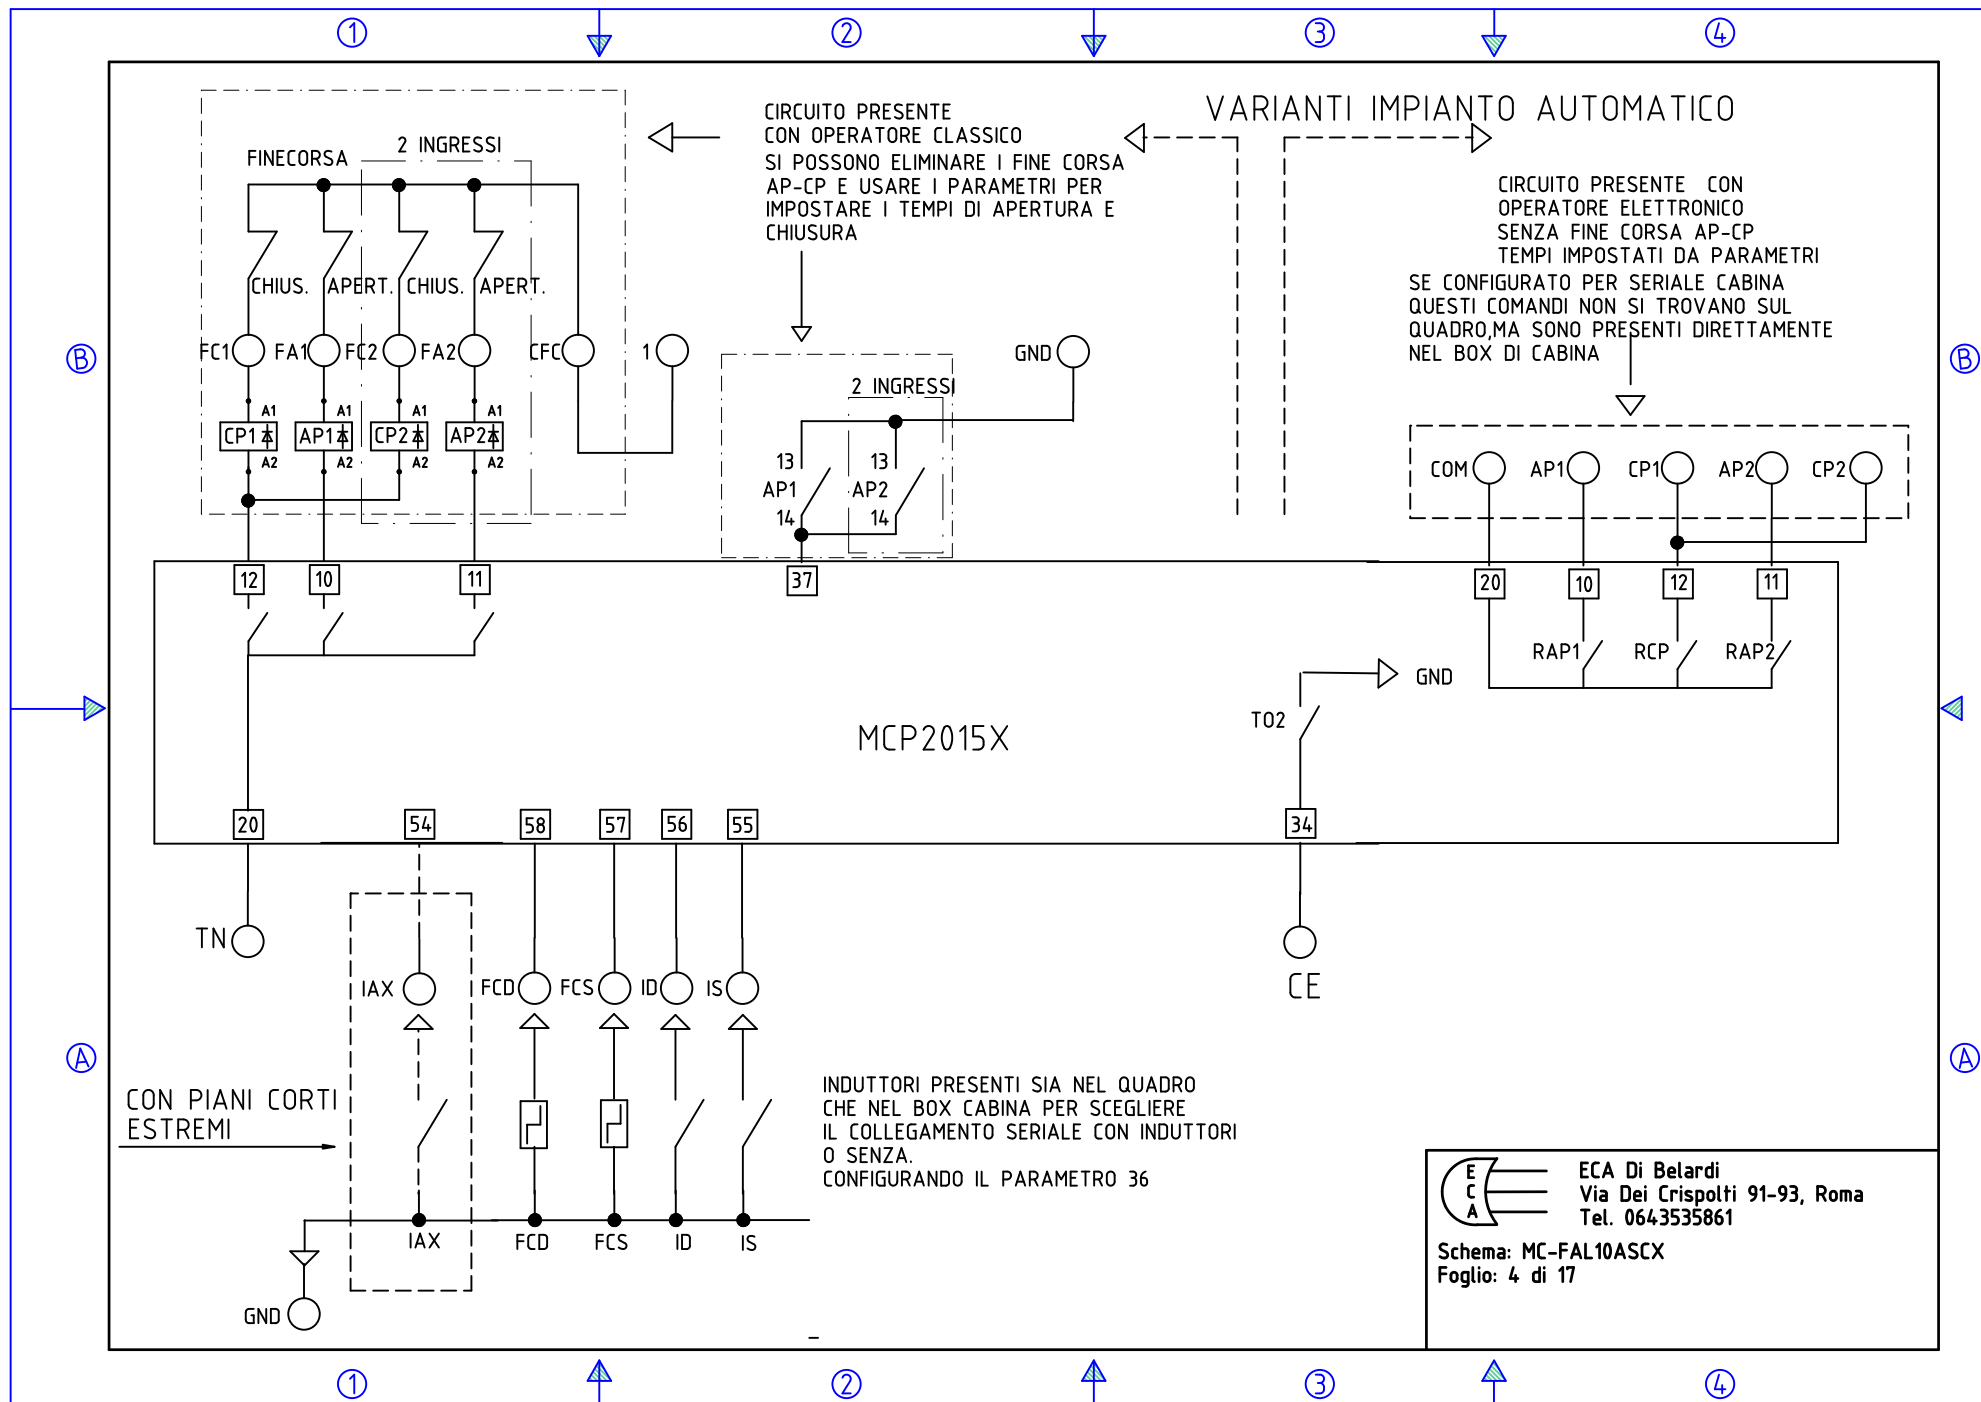 1 2 3 4
VARIANTI IMPIANTO AUTOMATICO
FINECORSA
2 INGRESSI
CIRCUITO PRESENTE
CON OPERATORE CLASSICO
SI POSSONO ELIMINARE I FINE CORSA
AP-CP E USARE I PARAMETRI PER
IMPOSTARE I TEMPI DI APERTURA E
CHIUSURA
CIRCUITO PRESENTE CON
OPERATORE ELETTRONICO
SENZA FINE CORSA AP-CP
TEMPI IMPOSTATI DA PARAMETRI
SE CONFIGURATO PER SERIALE CABINA
QUESTI COMANDI NON SI TROVANO SUL
QUADRO,MA SONO PRESENTI DIRETTAMENTE
NEL BOX DI CABINA
CHIUS. APERT. CHIUS. APERT.
B FC1 FA1 FC2 FA2 CFC 1 GND B
2 INGRESSI
A1 A1 A1 A1
CP1 AP1 CP2 AP2
A2 A2 A2 A2
13 13
AP1 AP2
14 14
COM AP1 CP1 AP2 CP2
12 10 11 37 20 10 12 11
RAP1 RCP RAP2
GND
TO2
MCP2015X
20 54 58 57 56 55 34
TN
IAX FCD FCS ID IS CE
A A
CON PIANI CORTI
ESTREMI
INDUTTORI PRESENTI SIA NEL QUADRO
CHE NEL BOX CABINA PER SCEGLIERE
IL COLLEGAMENTO SERIALE CON INDUTTORI
O SENZA.
CONFIGURANDO IL PARAMETRO 36
IAX FCD FCS ID IS
GND
E
C
A
ECA Di Belardi
Via Dei Crispolti 91-93, Roma
Tel. 0643535861
Schema: MC-FAL10ASCX
Foglio: 4 di 17
1 2 3 4